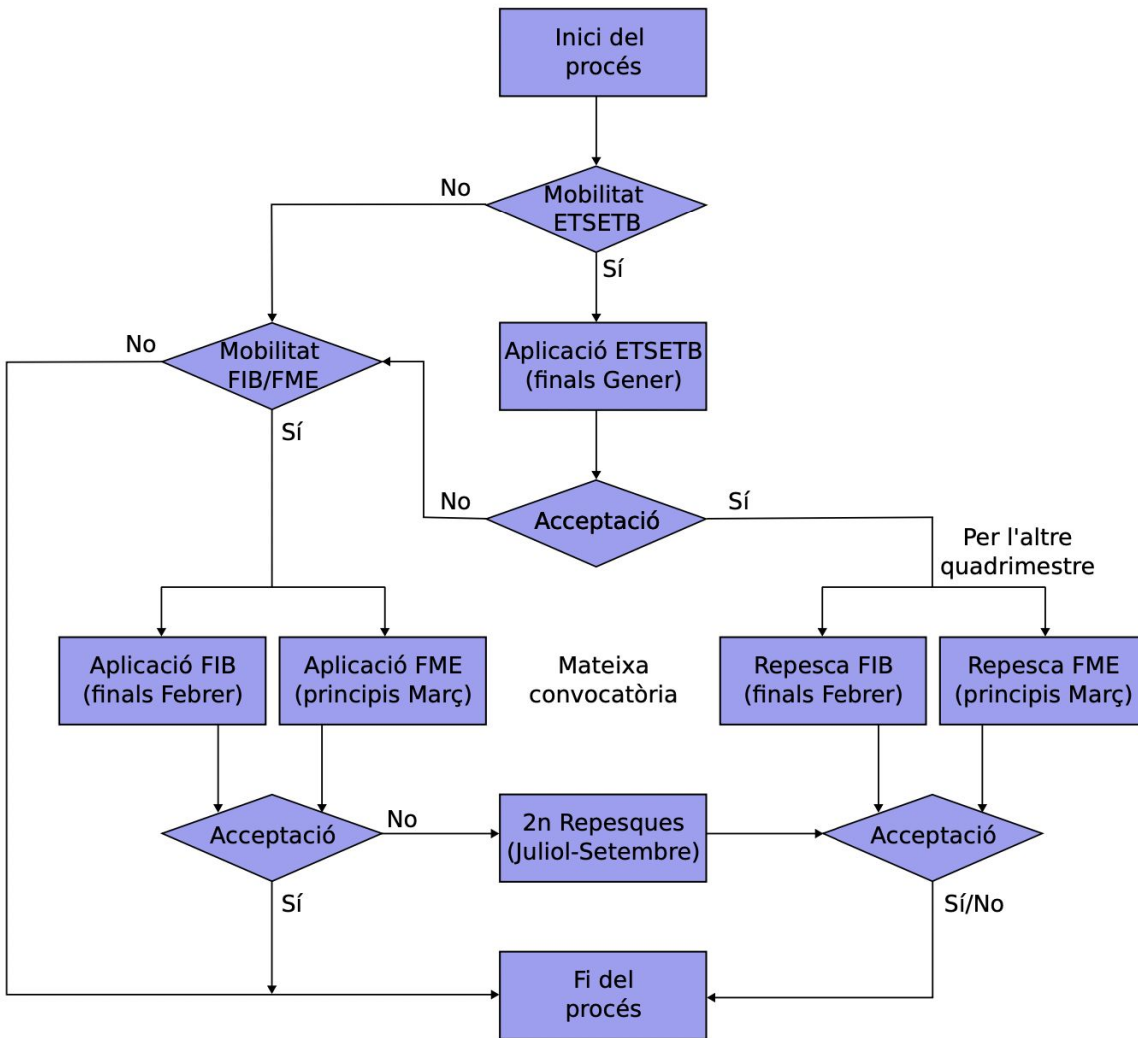 Inici del
procés
No
Mobilitat
ETSETB
Sí
No
Mobilitat
FIB/FME
Aplicació ETSETB
(finals Gener)
Sí
No
Acceptació
Sí
Per l'altre
quadrimestre
Aplicació FIB
(finals Febrer)
Aplicació FME
(principis Març)
Mateixa
convocatòria
Repesca FIB
(finals Febrer)
Repesca FME
(principis Març)
Acceptació
No
2n Repesques
(Juliol-Setembre)
Acceptació
Sí
Sí/No
Fi del
procés